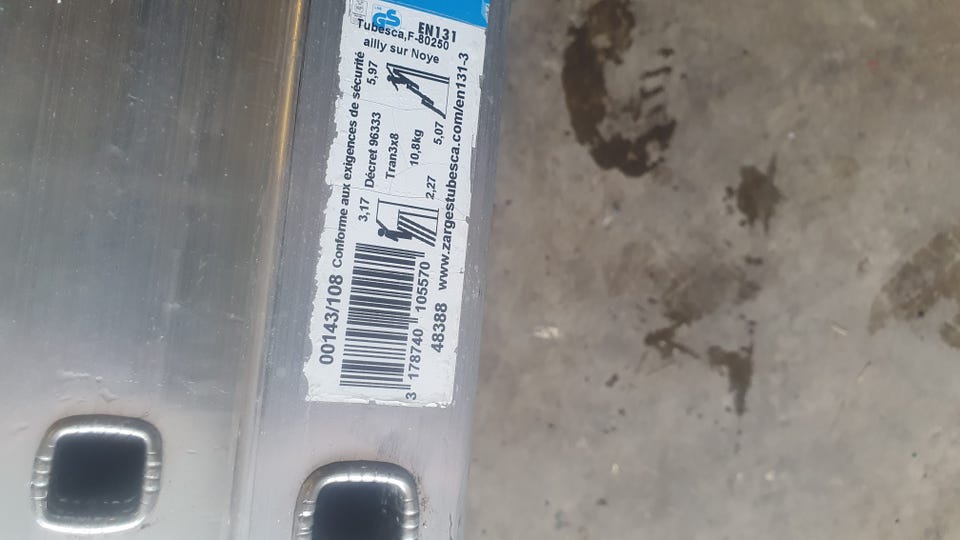 GS
EN131
Tubesca,F-80250
ailly sur Noye
00143/108
Conforme aux exigences de sécurité
Décret 96333
Tran3x8
10,8kg
5,97
5,07
3,17
2,27
3 178740 105570
48388
www.zargestubesca.com/en131-3